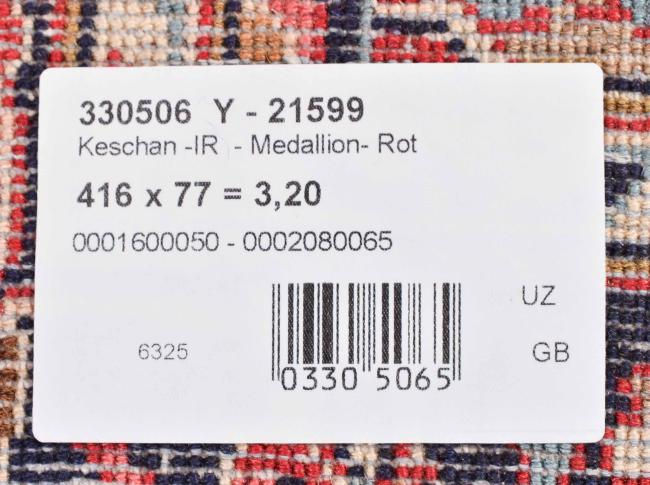 330506 Y - 21599
Keschan -IR - Medallion- Rot
416 x 77 = 3,20
0001600050 - 0002080065
UZ
6325
GB
0330 5065